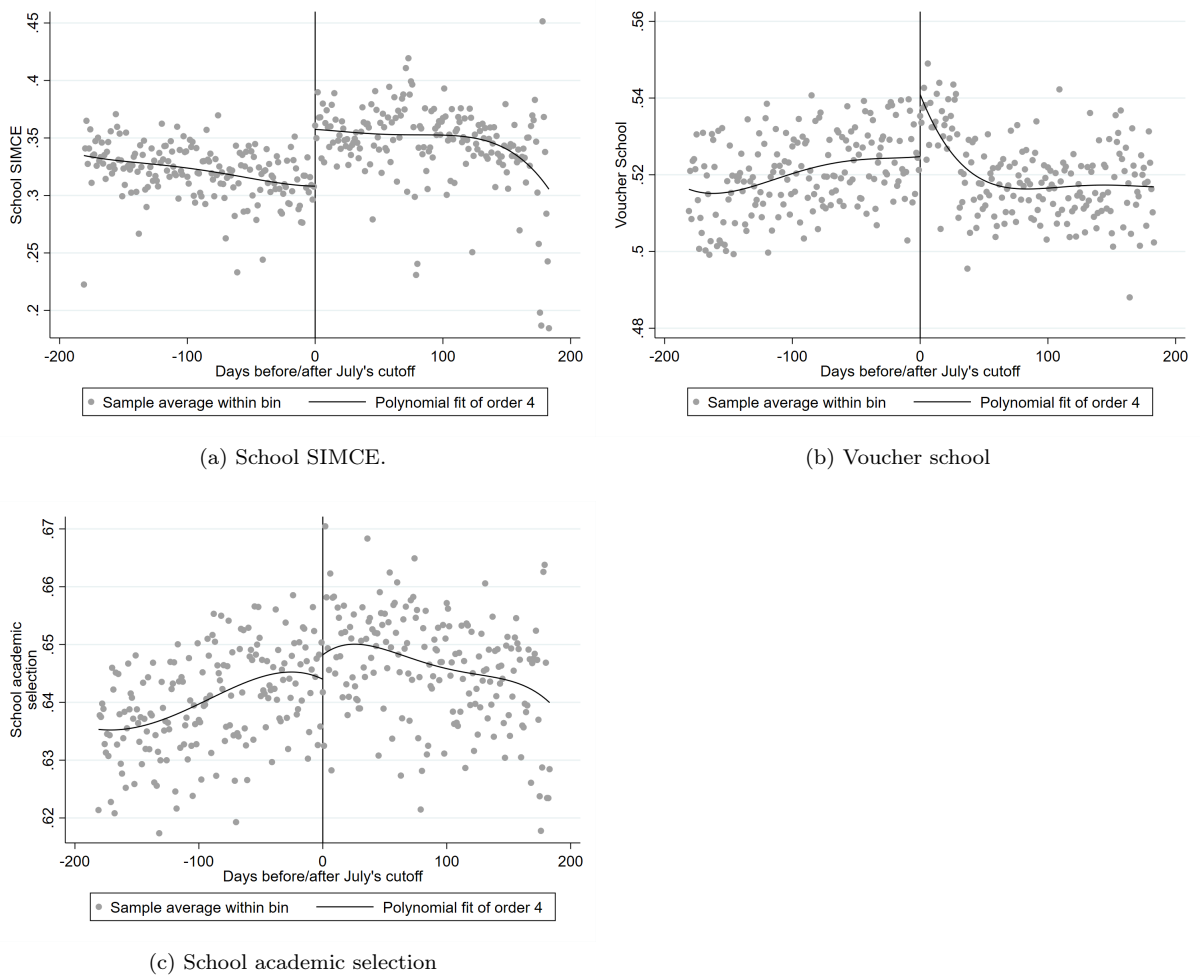 School SIMCE
.45
.4
.35
.3
.25
.2
-200 -100 0 100 200
Days before/after July's cutoff
Sample average within bin Polynomial fit of order 4
(a) School SIMCE.
Voucher School
.56
.54
.52
.5
.48
-200 -100 0 100 200
Days before/after July's cutoff
Sample average within bin Polynomial fit of order 4
(b) Voucher school
School academic
selection
.67
.66
.65
.64
.63
.62
-200 -100 0 100 200
Days before/after July's cutoff
Sample average within bin Polynomial fit of order 4
(c) School academic selection